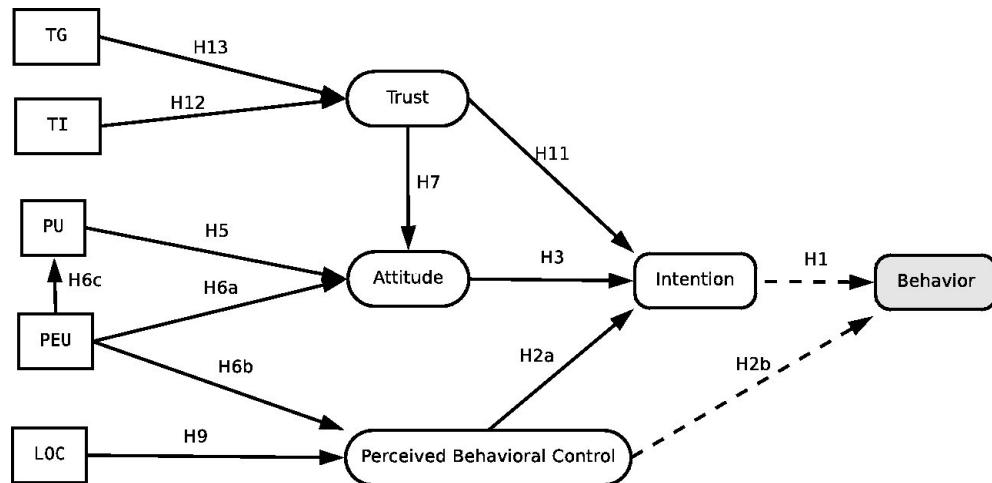 TG
H13
Trust
TI
H12
H11
H7
PU
H5
H6c
H6a
Attitude
H3
Intention
H1
Behavior
PEU
H6b
H2a
H2b
LOC
H9
Perceived Behavioral Control